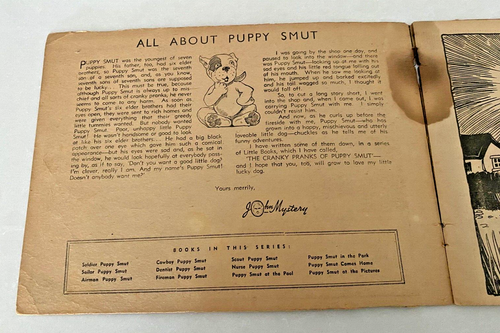 ALL ABOUT PUPPY SMUT
PUPPY SMUT was the youngest of seven
puppies. His father, too, had six elder
brothers; so Puppy Smut was the seventh
son of a seventh son, and, as you know,
seventh sons of seventh sons are supposed
to be lucky... This must be true, because
although Puppy Smut is always up to mis-
chief and all sorts of cranky pranks, he never
seems to come to any harm. As soon as
Puppy Smut's six elder brothers had their
eyes open, they were sent to rich homes and
were given everything that their greedy
little tummies wanted. But nobody wanted
Puppy Smut. Poor, unhappy little Puppy
Smut! He wasn't handsome or good to look
at like his six elder brothers. He had a big black
patch over one eye which gave him such a comical
appearance—but his eyes were sad and, as he sat in
the window, he would look hopefully at everybody pass-
ing by, as if to say, "Don't you want a good little dog?
I'm clever, really I am. And my name's Puppy Smut!
Doesn't anybody want me?"
I was going by the shop one day, and
paused to look into the window—and there
was Puppy Smut—looking up at me with his
sad eyes and his little red tongue lolling out
of his mouth. When he saw me looking at
him, he jumped up and barked excitedly
and his tail wagged so much I thought it
would fall off.
So, to cut a long story short, I went
into the shop and, when I came out, I was
carrying Puppy Smut with me. I simply
couldn't resist him.
And now, as he curls up before the
fireside with me, Puppy Smut—who has
grown into a happy, mischievous and utterly
loveable little dog—chuckles as he tells me of his
funny adventures.
I have written some of them down, in a series
of Little Books, which I have called,
"THE CRANKY PRANKS OF PUPPY SMUT"—
and I hope that you, too, will grow to love my little
lucky dog.
Yours merrily,
John Mystery
BOOKS IN THIS SERIES:
Soldier Puppy Smut Cowboy Puppy Smut Scout Puppy Smut Puppy Smut in the Park
Sailor Puppy Smut Dentist Puppy Smut Nurse Puppy Smut Puppy Smut Comes Home
Airman Puppy Smut Fireman Puppy Smut Puppy Smut at the Pool Puppy Smut at the Pictures